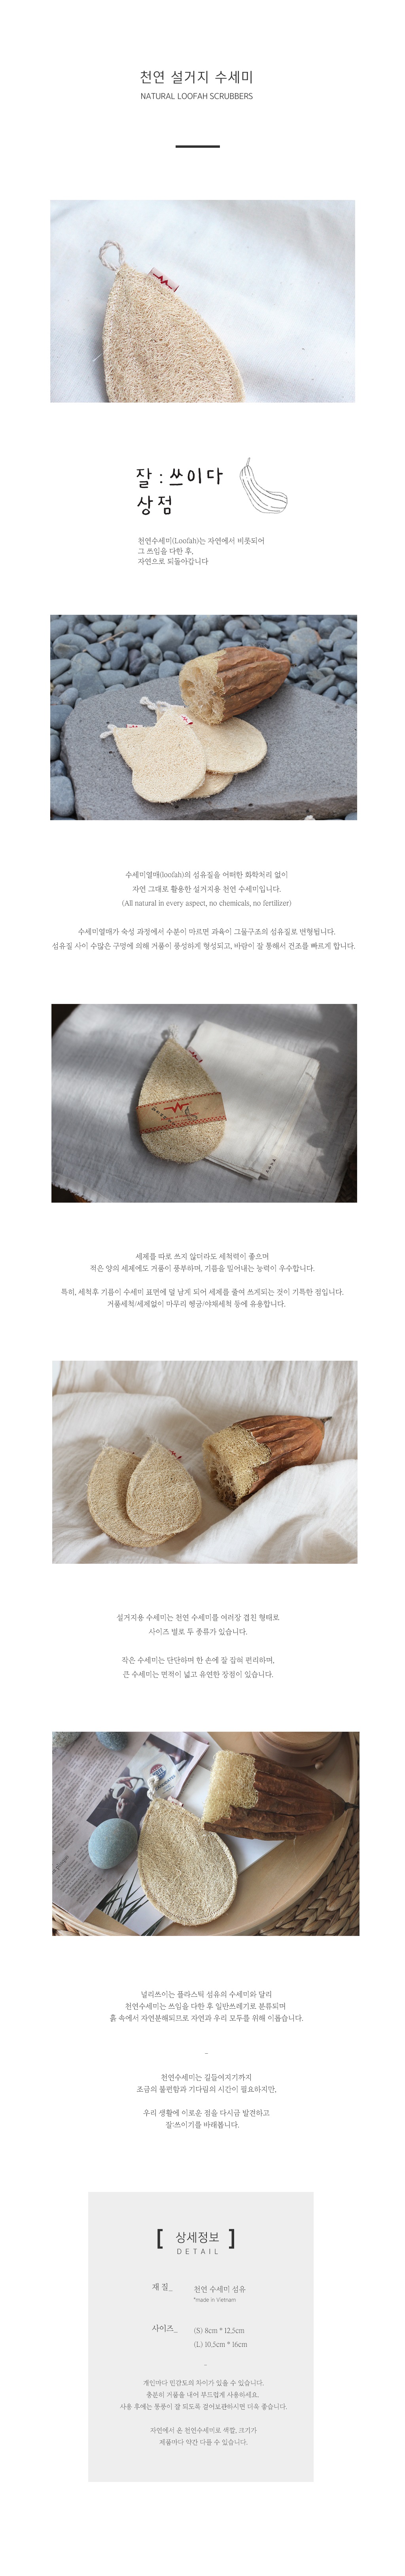 천연 설거지 수세미
NATURAL LOOFAH SCRUBBERS
잘 : 쓰이다
상점
천연수세미(Loofah)는 자연에서 비롯되어
그 쓰임을 다한 후,
자연으로 되돌아갑니다
수세미열매(loofah)의 섬유질을 어떠한 화학처리 없이
자연 그대로 활용한 설거지용 천연 수세미입니다.
(All natural in every aspect, no chemicals, no fertilizer)
수세미열매가 숙성 과정에서 수분이 마르면 과육이 그물구조의 섬유질로 변형됩니다.
섬유질 사이 수많은 구멍에 의해 거품이 풍성하게 형성되고, 바람이 잘 통해서 건조를 빠르게 합니다.
세제를 따로 쓰지 않더라도 세척력이 좋으며
적은 양의 세제에도 거품이 풍부하며, 기름을 밀어내는 능력이 우수합니다.
특히, 세척후 기름이 수세미 표면에 덜 남게 되어 세제를 줄여 쓰게되는 것이 기특한 점입니다.
거품세척/세제없이 마무리 헹굼/야채세척 등에 유용합니다.
설거지용 수세미는 천연 수세미를 여러장 겹친 형태로
사이즈 별로 두 종류가 있습니다.
작은 수세미는 단단하며 한 손에 잘 잡혀 편리하며,
큰 수세미는 면적이 넓고 유연한 장점이 있습니다.
널리쓰이는 플라스틱 섬유의 수세미와 달리
천연수세미는 쓰임을 다한 후 일반쓰레기로 분류되며
흙 속에서 자연분해되므로 자연과 우리 모두를 위해 이롭습니다.
–
천연수세미는 길들여지기까지
조금의 불편함과 기다림의 시간이 필요하지만,
우리 생활에 이로운 점을 다시금 발견하고
잘:쓰이기를 바래봅니다.
[ 상세정보 ]
DETAIL
재 질_ 천연 수세미 섬유
*made in Vietnam
사이즈_ (S) 8cm * 12.5cm
(L) 10.5cm * 16cm
–
개인마다 민감도의 차이가 있을 수 있습니다.
충분히 거품을 내어 부드럽게 사용하세요.
사용 후에는 통풍이 잘 되도록 걸어보관하시면 더욱 좋습니다.
자연에서 온 천연수세미로 색깔, 크기가
제품마다 약간 다를 수 있습니다.